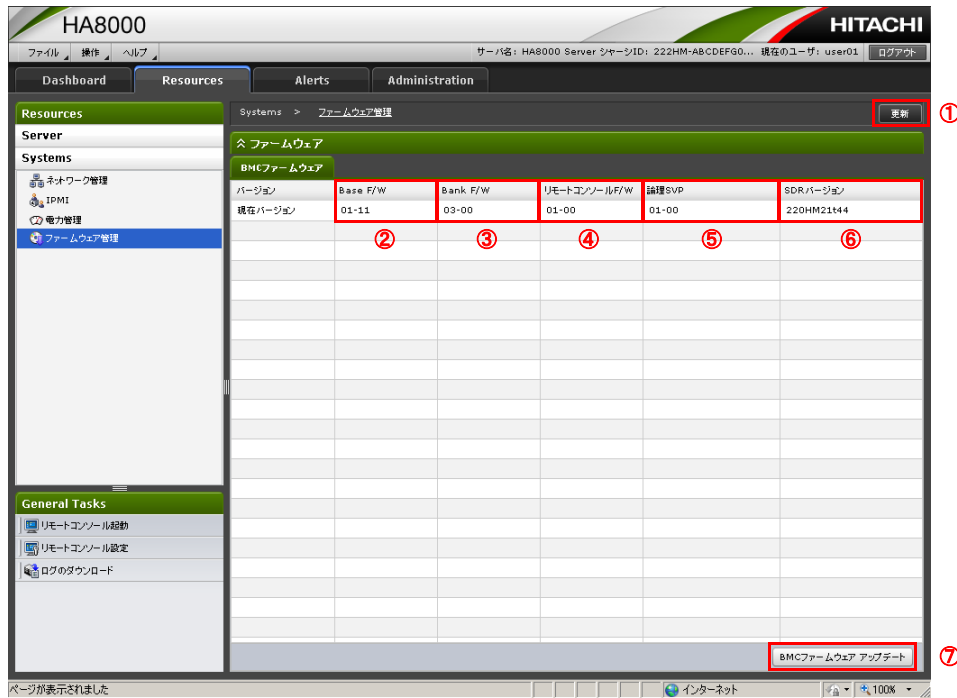 HA8000
HITACHI
ファイル 操作 ヘルプ サーバ名: HA8000 Server シャーシID: 222HM-ABCDEFG0... 現在のユーザ: user01 ログアウト
Dashboard Resources Alerts Administration
Resources
Server
Systems
ネットワーク管理
IPMI
電力管理
ファームウェア管理
Systems > ファームウェア管理
更新 ①
ファームウェア
BMCファームウェア
バージョン Base F/W Bank F/W リモートコンソールF/W 論理SVP SDRバージョン
現在バージョン 01-11 03-00 01-00 01-00 220HM21t44
② ③ ④ ⑤ ⑥
General Tasks
リモートコンソール起動
リモートコンソール設定
ログのダウンロード
BMCファームウェア アップデート ⑦
ページが表示されました インターネット 100%